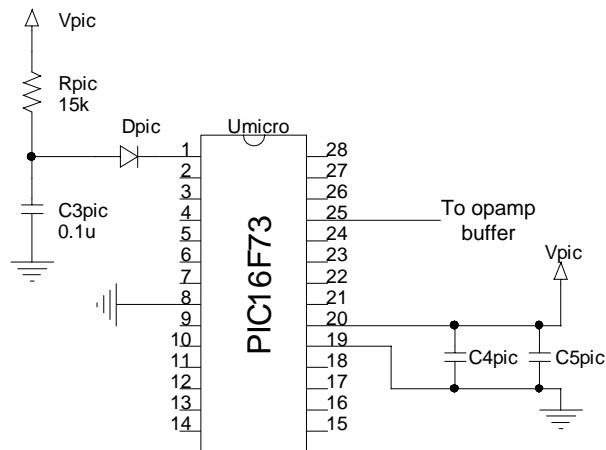 Vpic
Rpic
15k
Dpic
Umicro
C3pic
0.1u
PIC16F73
1
2
3
4
5
6
7
8
9
10
11
12
13
14
28
27
26
25
24
23
22
21
20
19
18
17
16
15
To opamp
buffer
Vpic
C4pic
C5pic